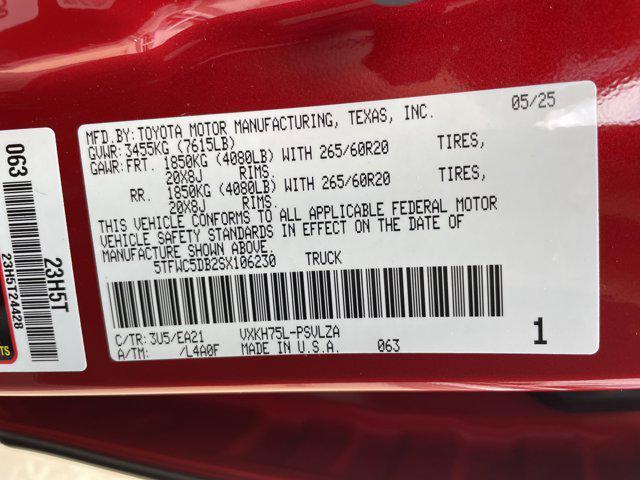 05/25
MFD.BY:TOYOTA MOTOR MANUFACTURING, TEXAS, INC.
GVWR: 3455KG (7615LB)
GAWR:FRT. 1850KG (4080LB) WITH 265/60R20 TIRES,
20X8J RIMS.
RR. 1850KG (4080LB) WITH 265/60R20 TIRES,
20X8J RIMS.
THIS VEHICLE CONFORMS TO ALL APPLICABLE FEDERAL MOTOR
VEHICLE SAFETY STANDARDS IN EFFECT ON THE DATE OF
MANUFACTURE SHOWN ABOVE.
5TFWC5DB2SX106230 TRUCK
C/TR: 3U5/EA21 VXKH75L-PSVLZA
A/TM: /L4A0F MADE IN U.S.A. 063
1
063
23H5T
23H5T24428